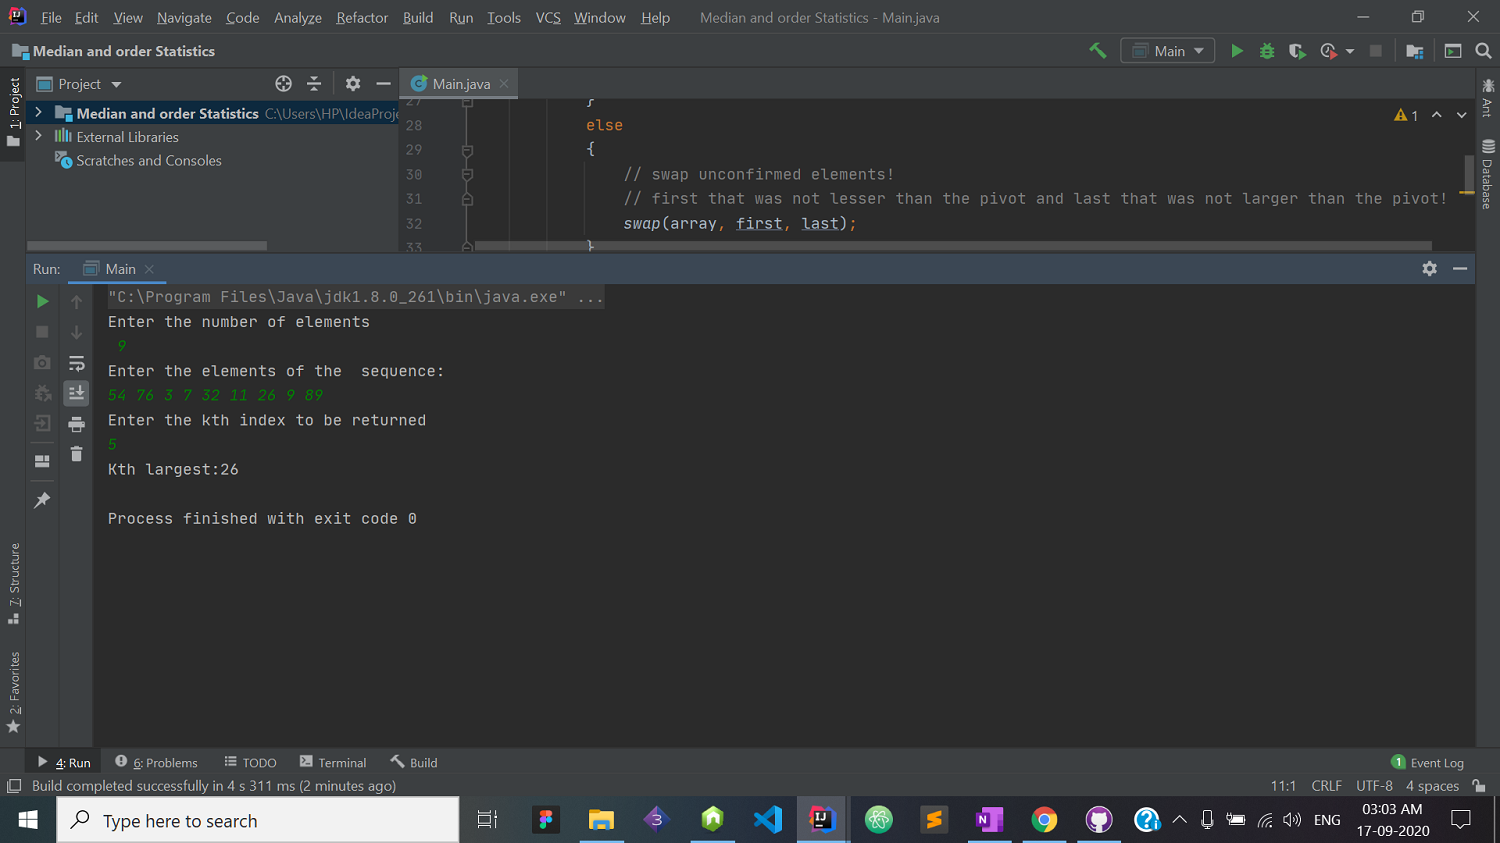 File Edit View Navigate Code Analyze Refactor Build Run Tools VCS Window Help Median and order Statistics - Main.java
Median and order Statistics
Main
1: Project
Project
Main.java
Median and order Statistics C:\Users\HP\IdeaProje
External Libraries
Scratches and Consoles
27 }
28 else
29 {
30 // swap unconfirmed elements!
31 // first that was not lesser than the pivot and last that was not larger than the pivot!
32 swap(array, first, last);
33 }
1
Ant
Database
Run: Main
"C:\Program Files\Java\jdk1.8.0_261\bin\java.exe" ...
Enter the number of elements
9
Enter the elements of the  sequence:
54 76 3 7 32 11 26 9 89
Enter the kth index to be returned
5
Kth largest:26
Process finished with exit code 0
7: Structure
2: Favorites
4: Run 6: Problems TODO Terminal Build 1 Event Log
Build completed successfully in 4 s 311 ms (2 minutes ago) 11:1 CRLF UTF-8 4 spaces
Type here to search
3
IJ
N
ENG
03:03 AM
17-09-2020